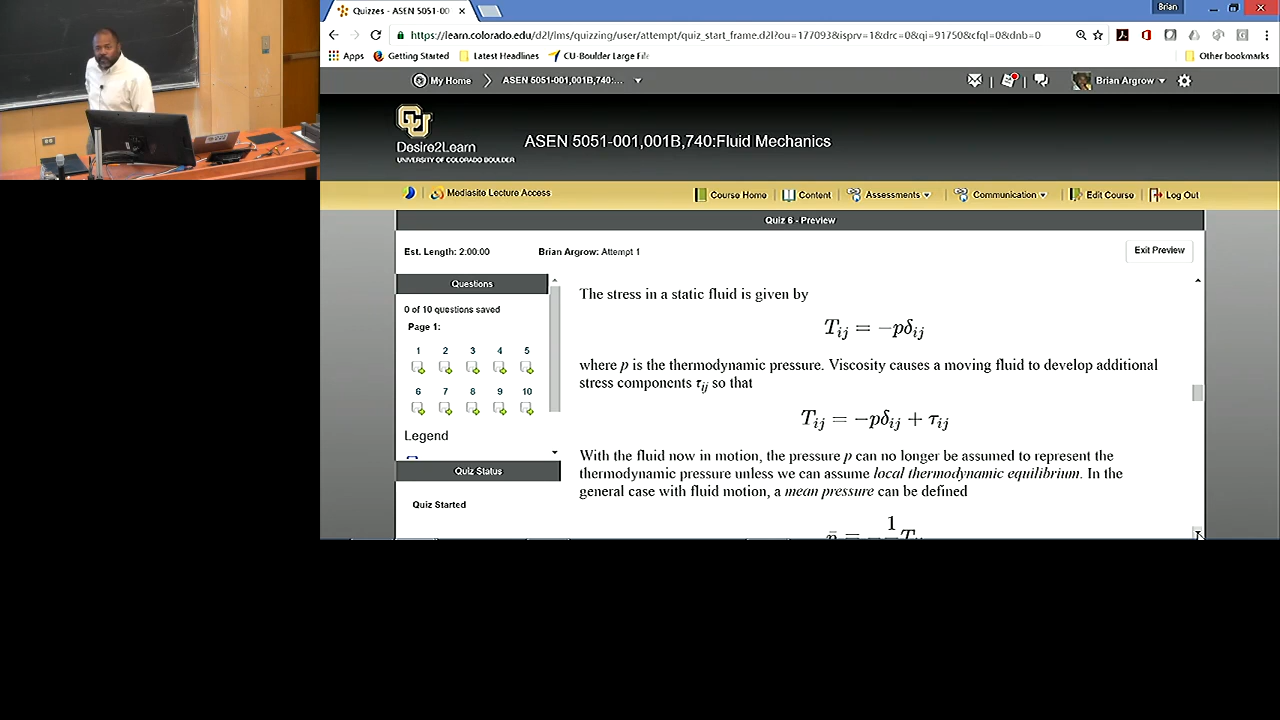 Quizzes - ASEN 5051-00
Brian
https://learn.colorado.edu/d2l/lms/quizzing/user/attempt/quiz_start_frame.d2l?ou=177093&isprv=1&drc=0&qi=91750&cfql=0&dnb=0
Apps
Getting Started
Latest Headlines
CU-Boulder Large Fil
Other bookmarks
My Home
ASEN 5051-001,001B,740:...
Brian Argrow
CU
Desire2Learn
UNIVERSITY OF COLORADO BOULDER
ASEN 5051-001,001B,740:Fluid Mechanics
Mediasite Lecture Access
Course Home
Content
Assessments
Communication
Edit Course
Log Out
Quiz 6 - Preview
Est. Length: 2:00:00
Brian Argrow: Attempt 1
Exit Preview
Questions
0 of 10 questions saved
Page 1:
1 2 3 4 5
6 7 8 9 10
Legend
Quiz Status
Quiz Started
The stress in a static fluid is given by
T_ij = −pδ_ij
where p is the thermodynamic pressure. Viscosity causes a moving fluid to develop additional
stress components τ_ij so that
T_ij = −pδ_ij + τ_ij
With the fluid now in motion, the pressure p can no longer be assumed to represent the
thermodynamic pressure unless we can assume local thermodynamic equilibrium. In the
general case with fluid motion, a mean pressure can be defined